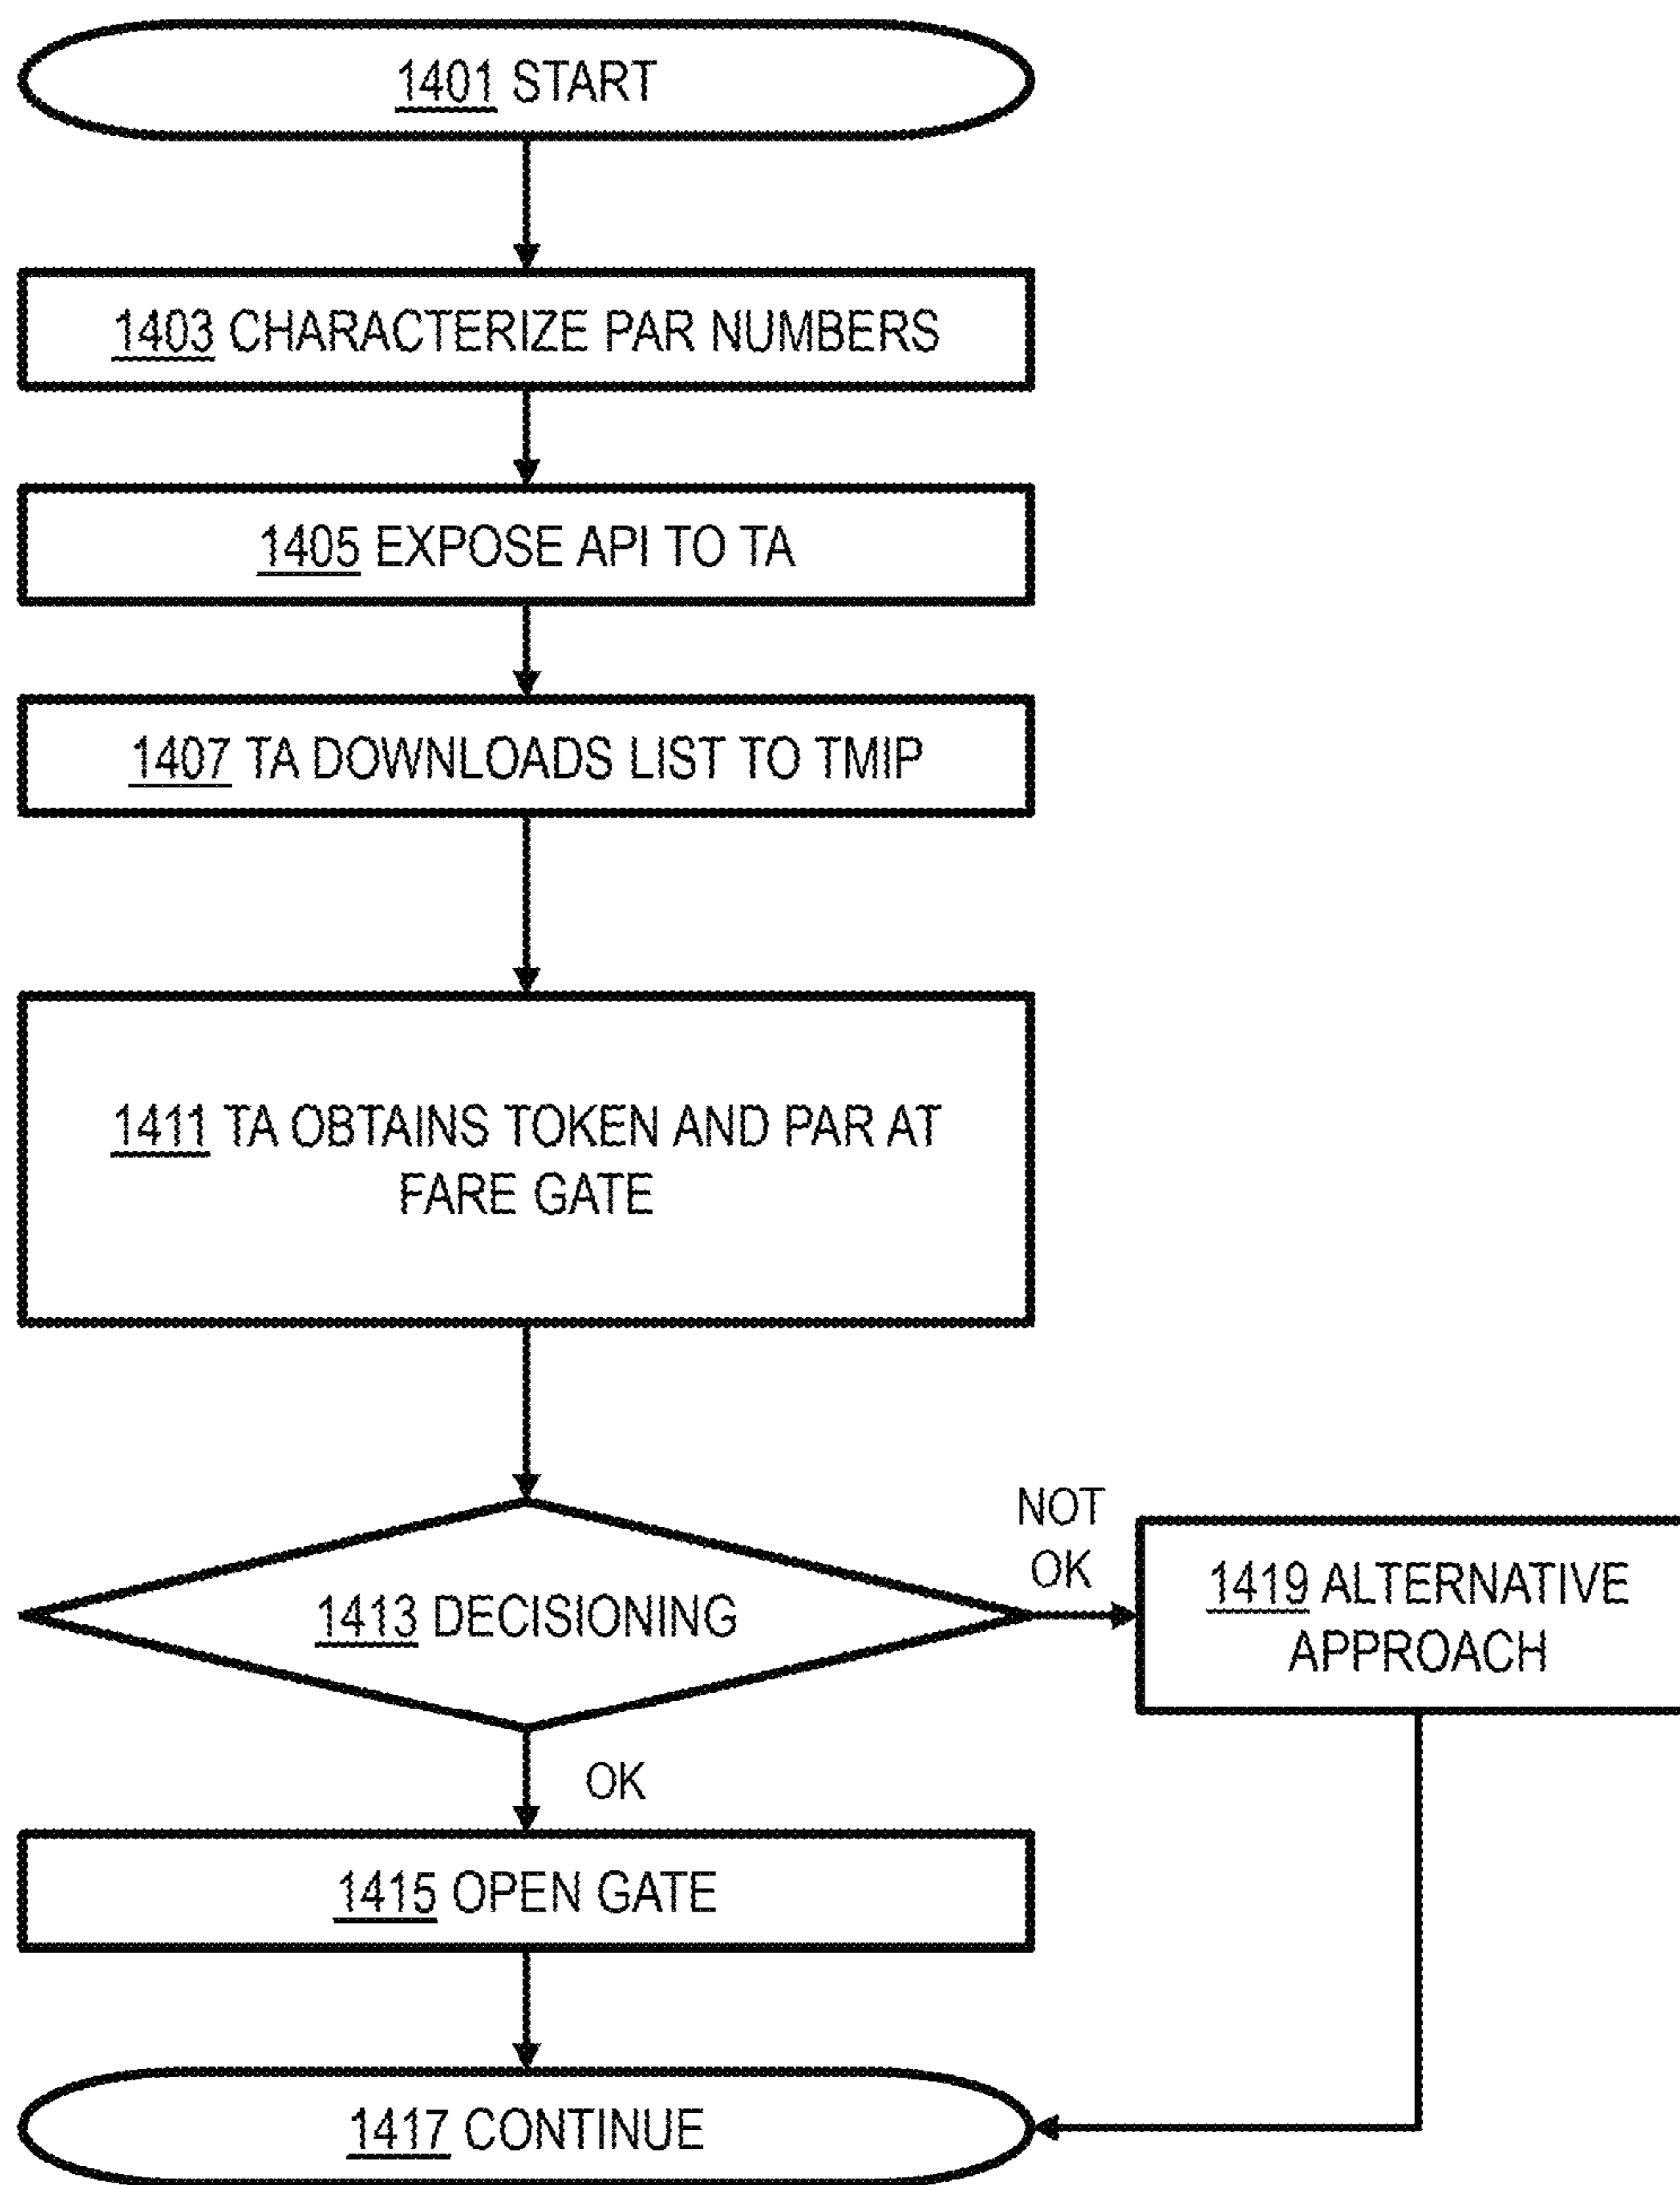 1401 START
1403 CHARACTERIZE PAR NUMBERS
1405 EXPOSE API TO TA
1407 TA DOWNLOADS LIST TO TMIP
1411 TA OBTAINS TOKEN AND PAR AT
FARE GATE
1413 DECISIONING
NOT
OK
1419 ALTERNATIVE
APPROACH
OK
1415 OPEN GATE
1417 CONTINUE